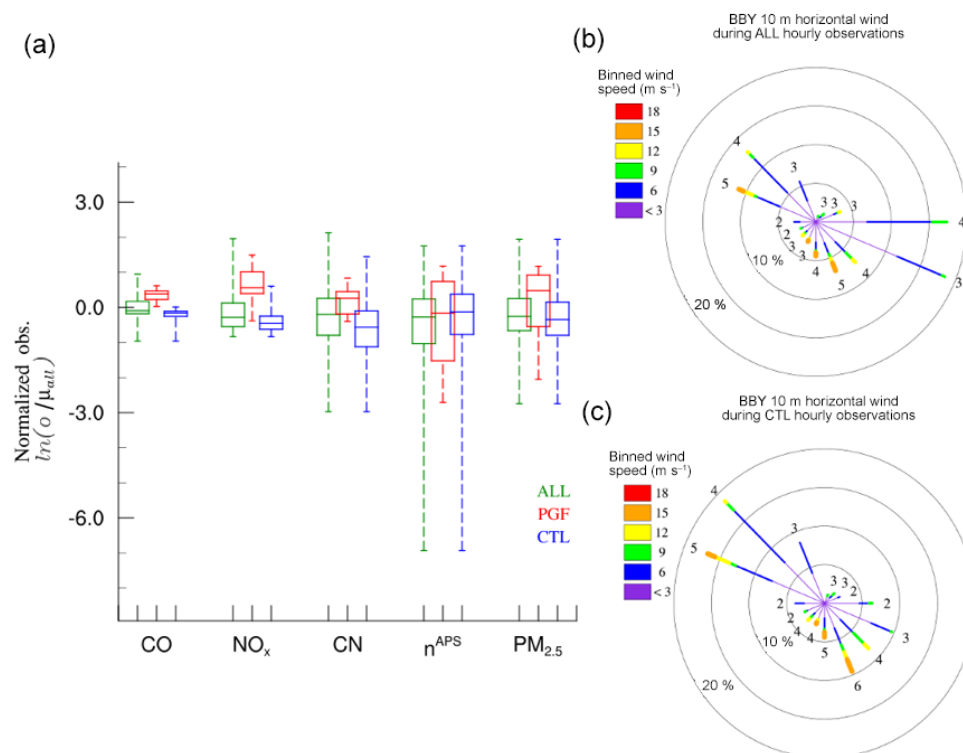 (a)
Normalized obs.
ln(o/μall)
3.0
0.0
-3.0
-6.0
ALL
PGF
CTL
CO
NOx
CN
nAPS
PM2.5
(b)
BBY 10 m horizontal wind
during ALL hourly observations
Binned wind
speed (m s−1)
18
15
12
9
6
< 3
4
3
5
3
3
3
4
2
2
3
3
4
5
4
3
10 %
20 %
(c)
BBY 10 m horizontal wind
during CTL hourly observations
Binned wind
speed (m s−1)
18
15
12
9
6
< 3
4
3
5
3
3
2
2
2
4
4
4
5
6
4
3
10 %
20 %